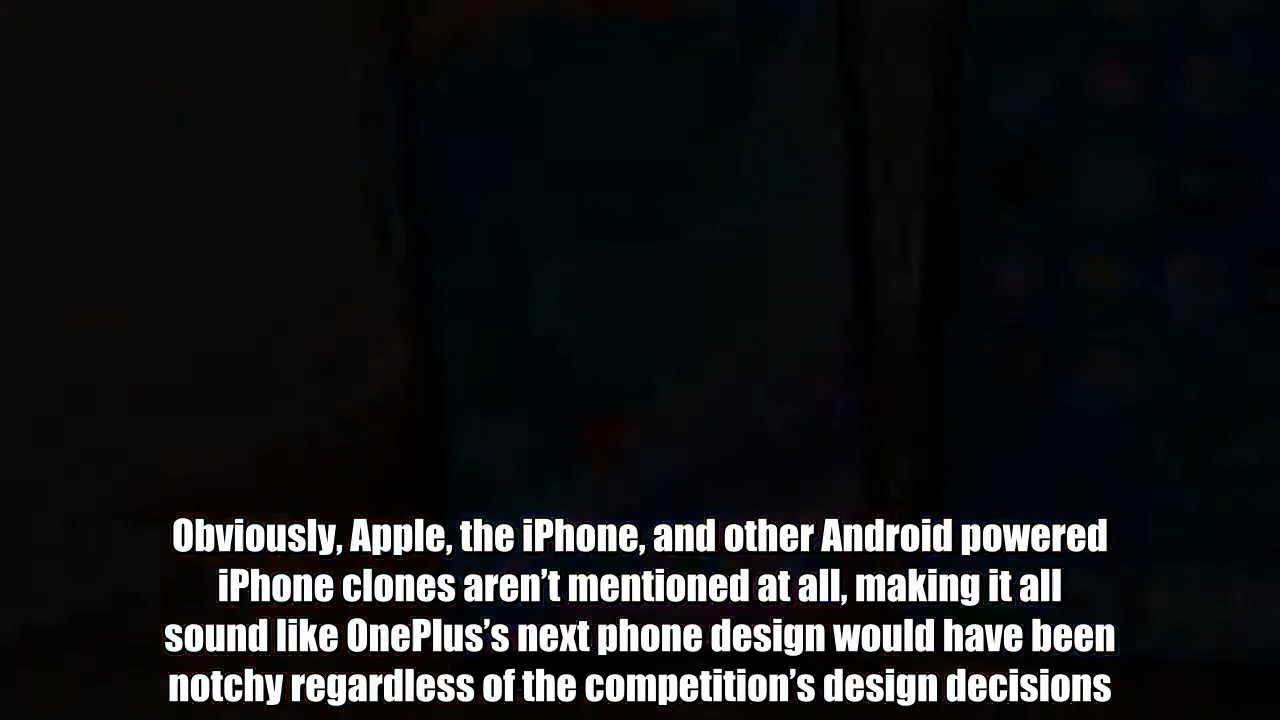 Obviously, Apple, the iPhone, and other Android powered
iPhone clones aren’t mentioned at all, making it all
sound like OnePlus’s next phone design would have been
notchy regardless of the competition’s design decisions